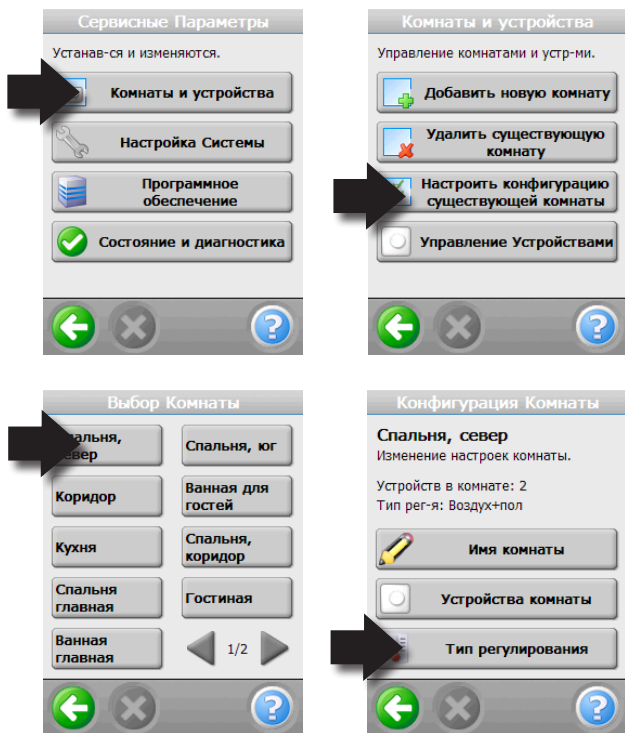 Сервисные Параметры
Устанав-ся и изменяются.
Комнаты и устройства
Настройка Системы
Программное
обеспечение
Состояние и диагностика
Комнаты и устройства
Управление комнатами и устр-ми.
Добавить новую комнату
Удалить существующую
комнату
Настроить конфигурацию
существующей комнаты
Управление Устройствами
Выбор Комнаты
Спальня,
север
Спальня, юг
Коридор
Ванная для
гостей
Кухня
Спальня,
коридор
Спальня
главная
Гостиная
Ванная
главная
1/2
Конфигурация Комнаты
Спальня, север
Изменение настроек комнаты.
Устройств в комнате: 2
Тип рег-я: Воздух+пол
Имя комнаты
Устройства комнаты
Тип регулирования